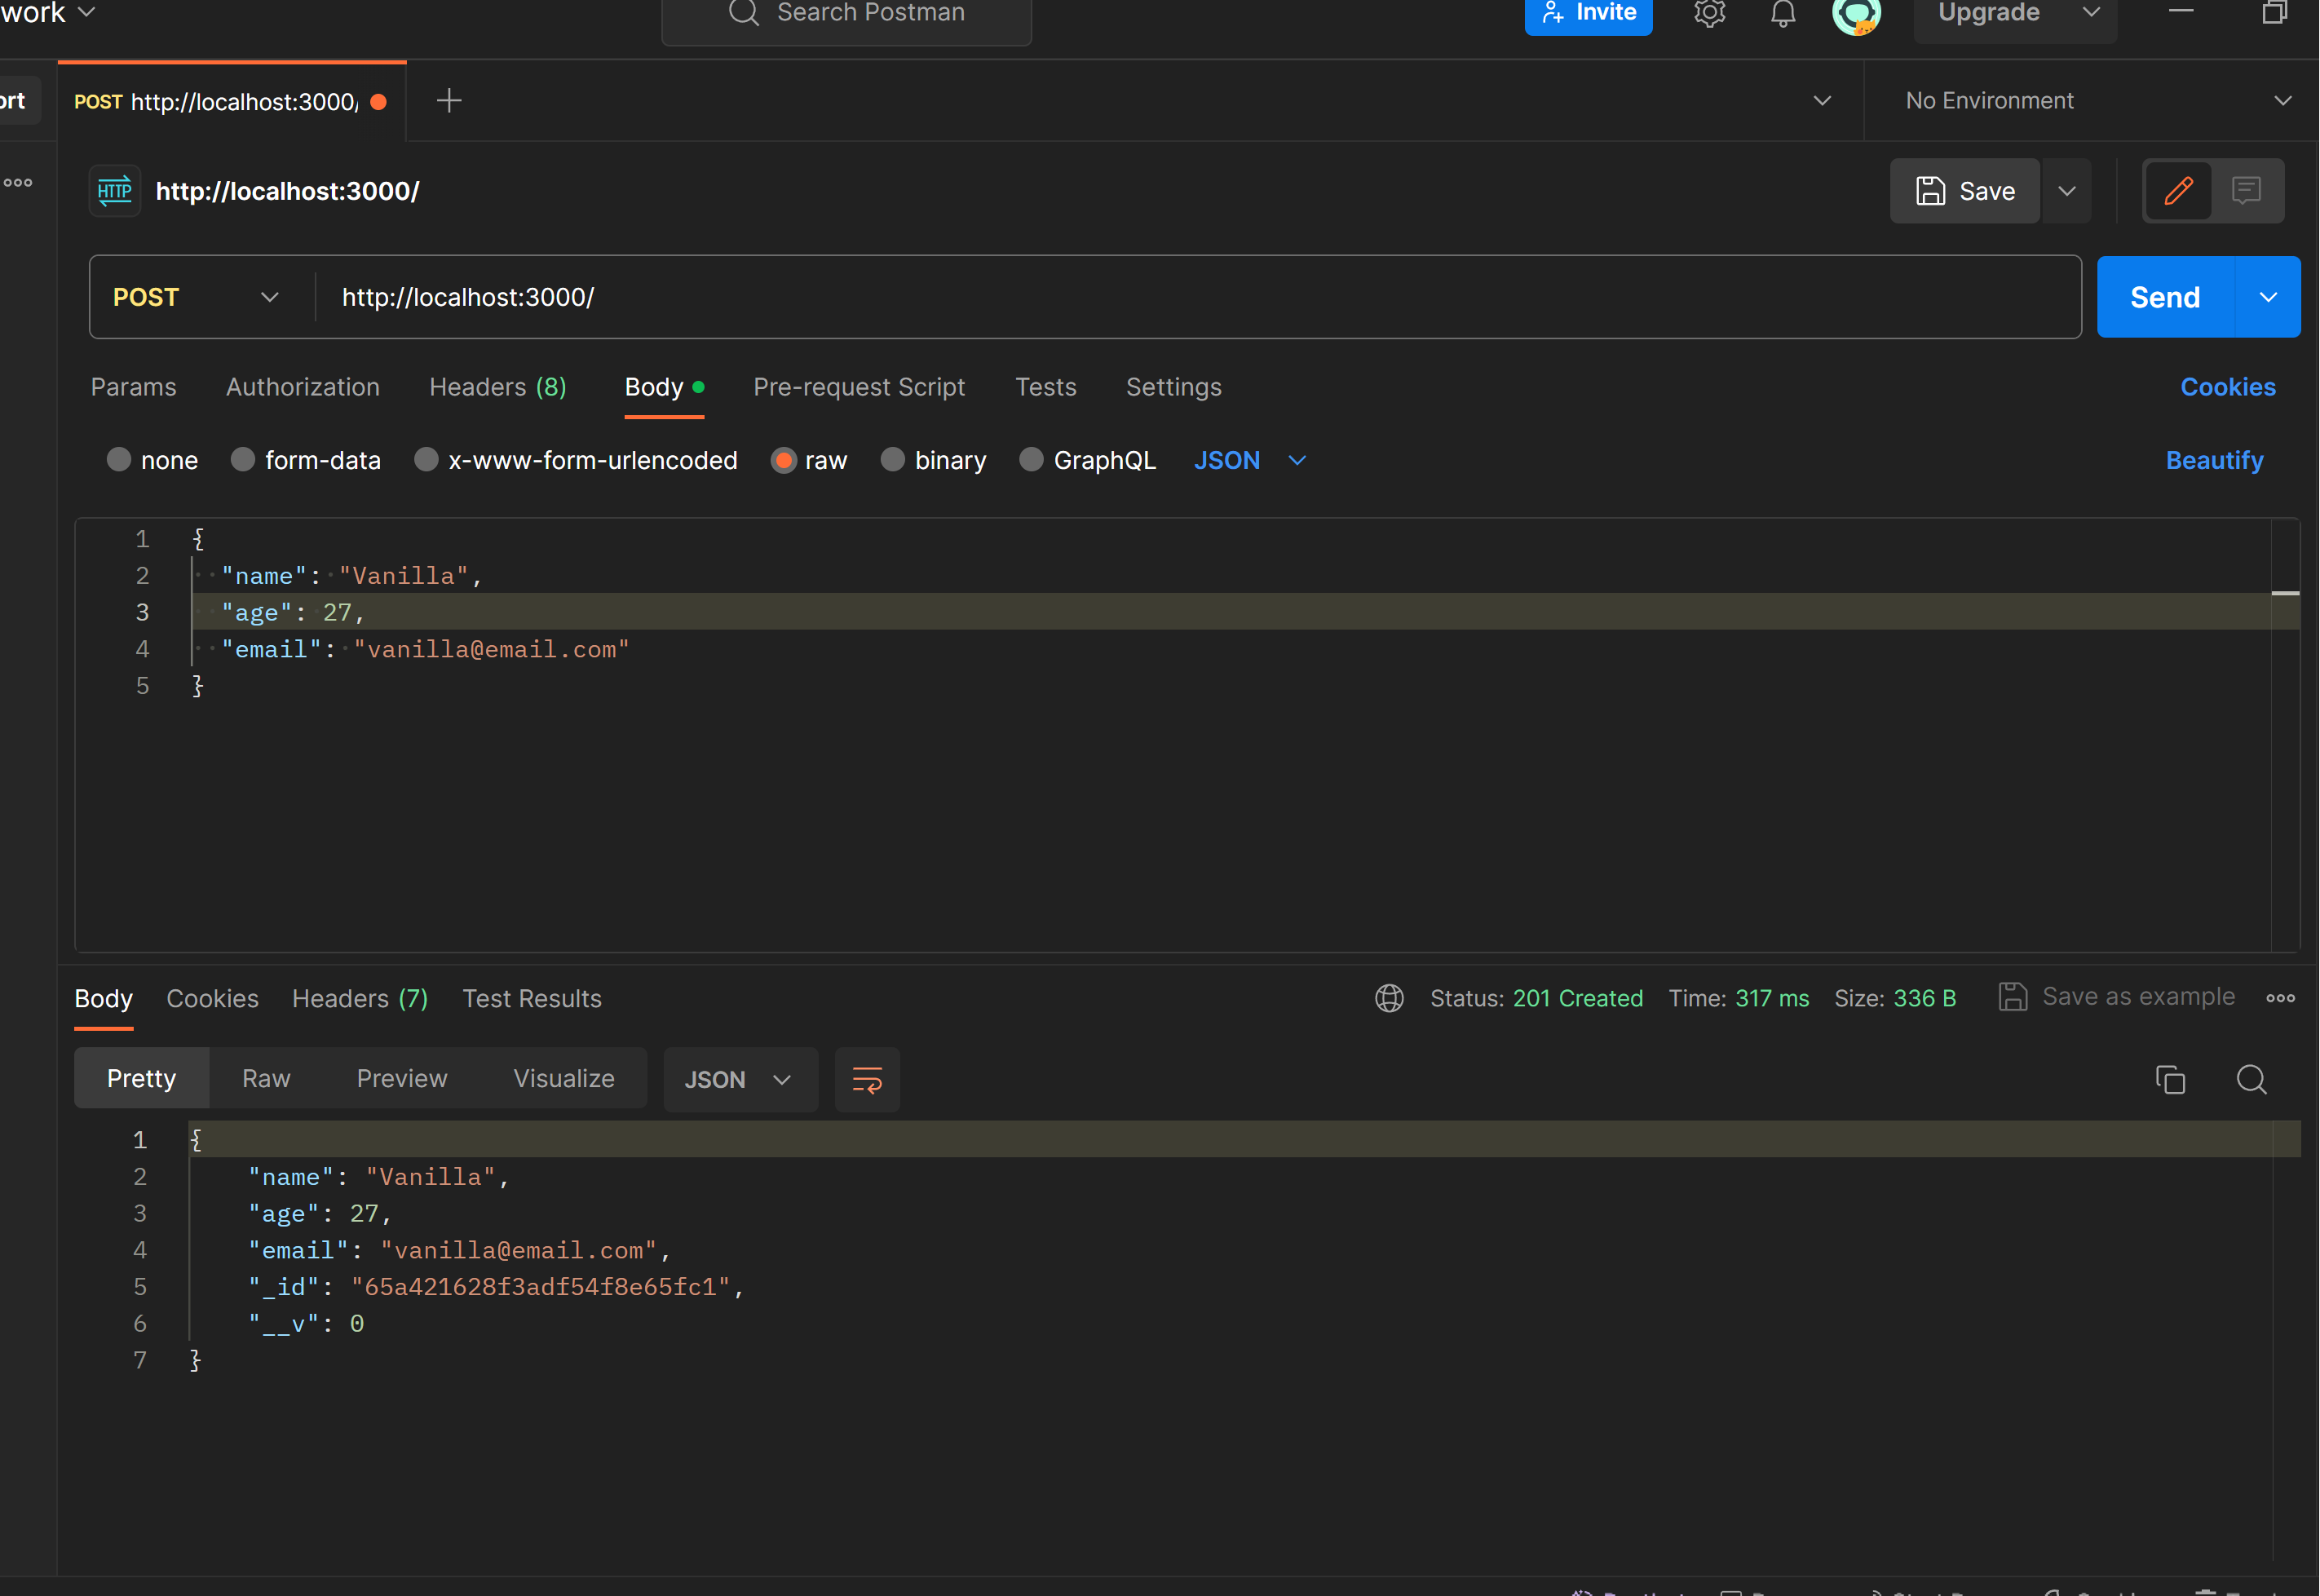 work
Search Postman
Invite
Upgrade
ort
POST http://localhost:3000/
No Environment
HTTP http://localhost:3000/
Save
POST
http://localhost:3000/
Send
Params Authorization Headers (8) Body Pre-request Script Tests Settings Cookies
none form-data x-www-form-urlencoded raw binary GraphQL JSON Beautify
1 {
2 "name": "Vanilla",
3 "age": 27,
4 "email": "vanilla@email.com"
5 }
Body Cookies Headers (7) Test Results Status: 201 Created Time: 317 ms Size: 336 B Save as example
Pretty Raw Preview Visualize JSON
1 {
2 "name": "Vanilla",
3 "age": 27,
4 "email": "vanilla@email.com",
5 "_id": "65a421628f3adf54f8e65fc1",
6 "__v": 0
7 }